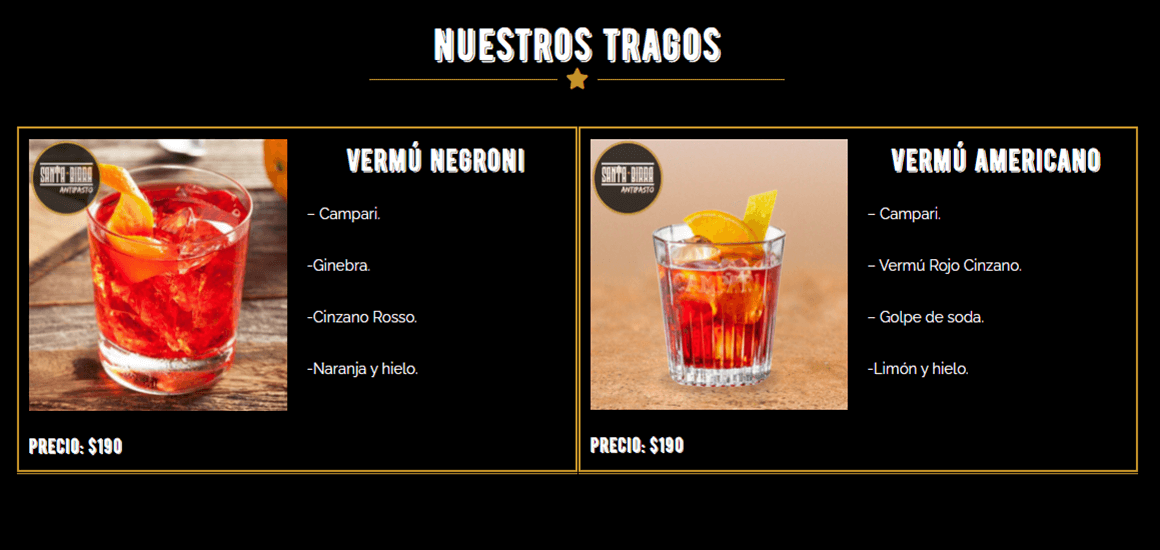 NUESTROS TRAGOS
SANTA-BIRRA
ANTIPASTO
VERMÚ NEGRONI
– Campari.
-Ginebra.
-Cinzano Rosso.
-Naranja y hielo.
PRECIO: $190
SANTA-BIRRA
ANTIPASTO
VERMÚ AMERICANO
– Campari.
– Vermú Rojo Cinzano.
– Golpe de soda.
-Limón y hielo.
PRECIO: $190